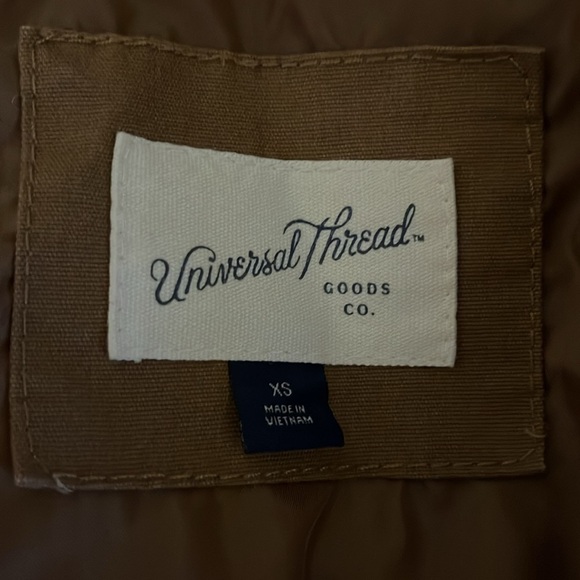 Universal Thread™
GOODS
CO.
XS
MADE IN
VIETNAM